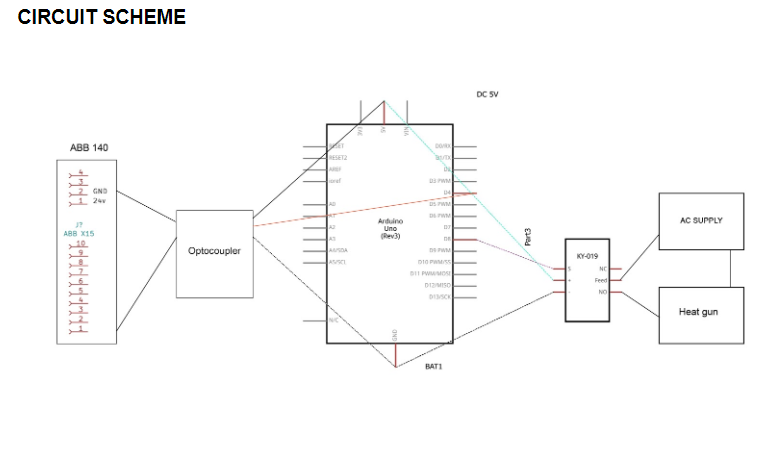 CIRCUIT SCHEME
DC 5V
ABB 140
4
3
2 GND
1 24v
J?
ABB X15
10
9
8
7
6
5
4
3
2
1
Optocoupler
3V3
5V
VIN
RESET
RESET2
AREF
ioref
A0
A1
A2
A3
A4/SDA
A5/SCL
N/C
Arduino
Uno
(Rev3)
D0/RX
D1/TX
D2
D3 PWM
D4
D5 PWM
D6 PWM
D7
D8
D9 PWM
D10 PWM/SS
D11 PWM/MOSI
D12/MISO
D13/SCK
GND
BAT1
Part3
KY-019
S
+
-
NC
Feed
NO
AC SUPPLY
Heat gun